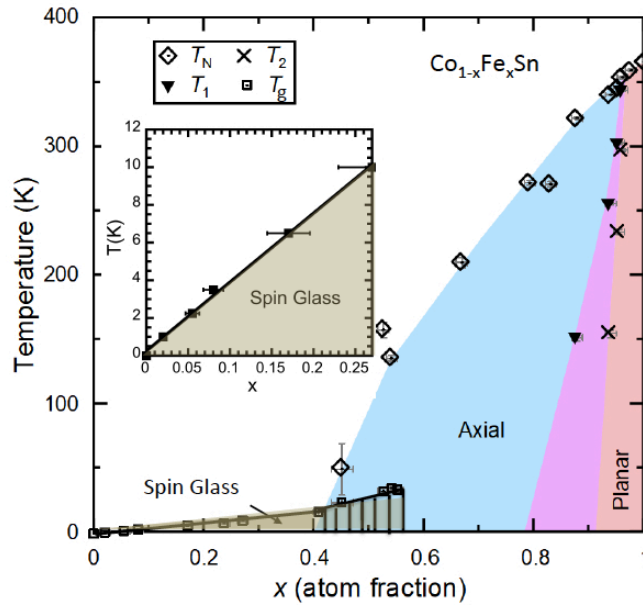 Co₁₋ₓFeₓSn
T_N T_2
T_1 T_g
400
300
200
100
0
Temperature (K)
12
10
8
6
4
2
0
T(K)
Spin Glass
0 0.05 0.1 0.15 0.2 0.25
x
Spin Glass
Axial
Planar
0 0.2 0.4 0.6 0.8 1
x (atom fraction)